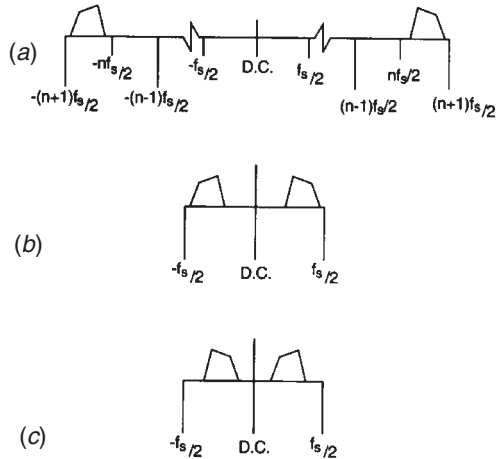 (a)
-nfs/2 -fs/2 D.C. fs/2 nfs/2
-(n+1)fs/2 -(n-1)fs/2 (n-1)fs/2 (n+1)fs/2
(b)
-fs/2 D.C. fs/2
(c)
-fs/2 D.C. fs/2